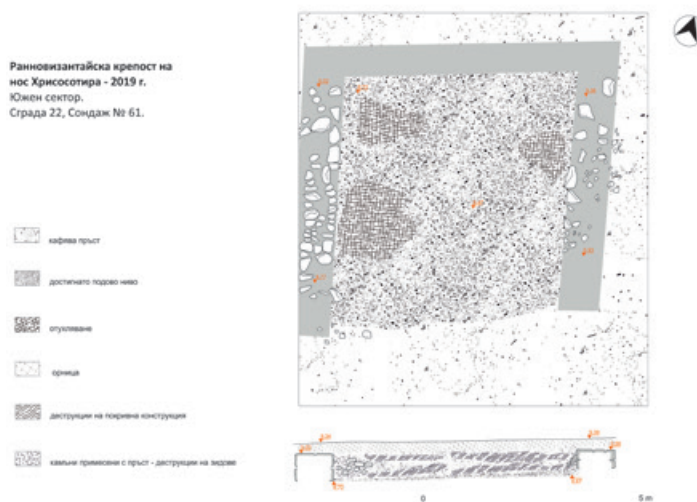 Ранновизантийска крепост на
нос Хрисосотира - 2019 г.
Южен сектор.
Сграда 22, Сондаж № 61.
кафява пръст
достигнато подово ниво
отухляване
орница
деструкции на покривна конструкция
камъни примесени с пръст - деструкции на зидове
0 5 m